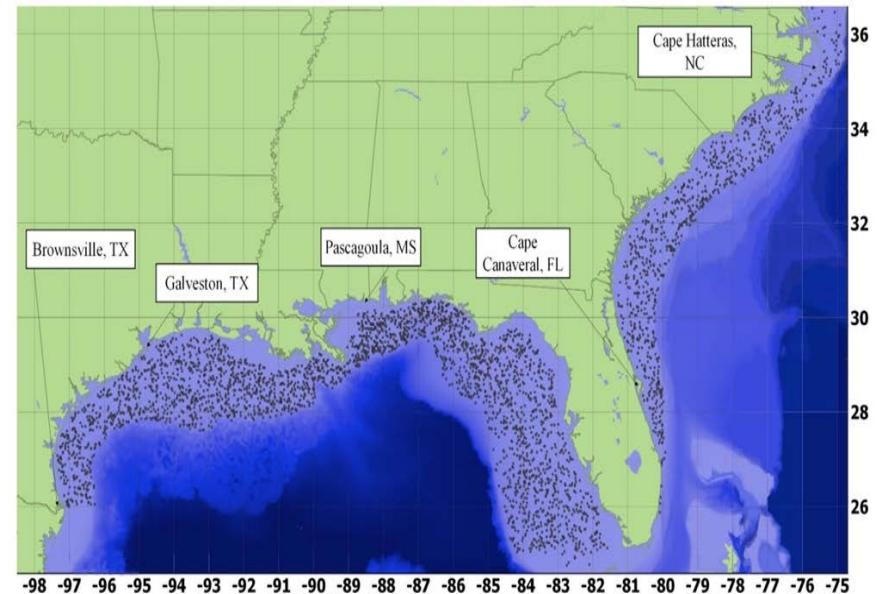 Cape Hatteras,
NC
36
34
32
Brownsville, TX
Galveston, TX
Pascagoula, MS
Cape
Canaveral, FL
30
28
26
-98 -97 -96 -95 -94 -93 -92 -91 -90 -89 -88 -87 -86 -85 -84 -83 -82 -81 -80 -79 -78 -77 -76 -75